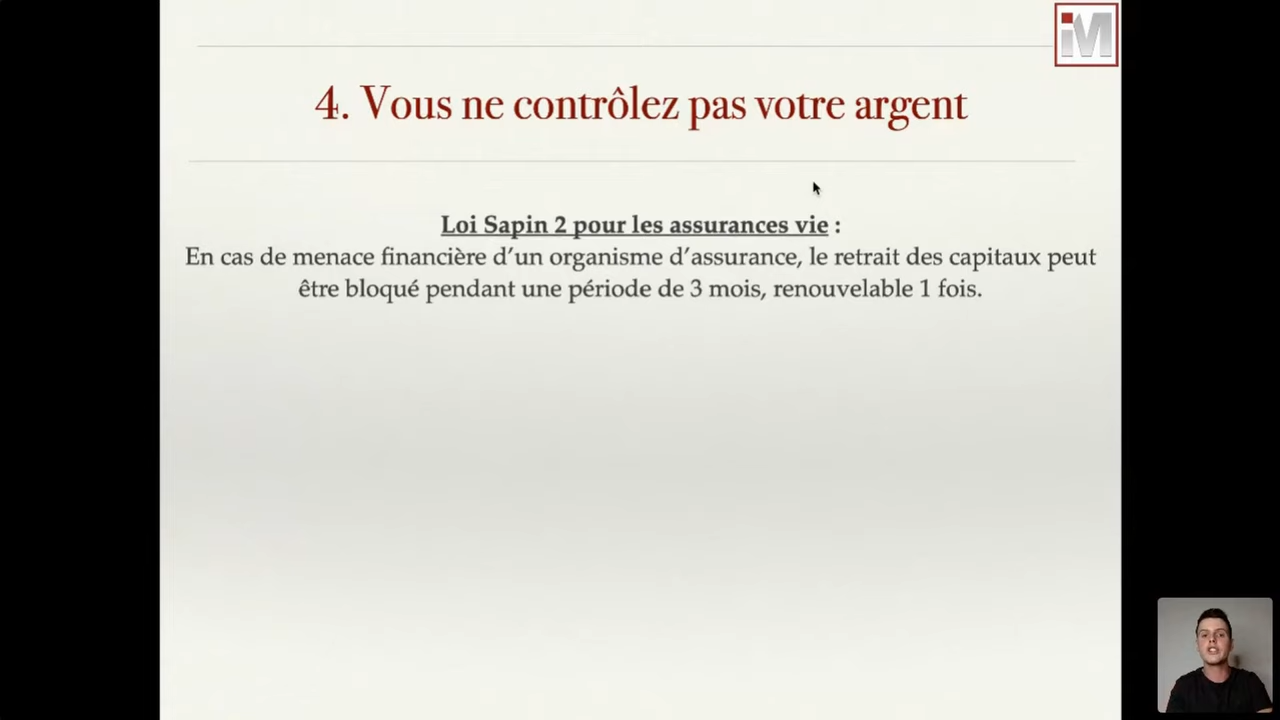 iM
4. Vous ne contrôlez pas votre argent
Loi Sapin 2 pour les assurances vie :
En cas de menace financière d’un organisme d’assurance, le retrait des capitaux peut
être bloqué pendant une période de 3 mois, renouvelable 1 fois.